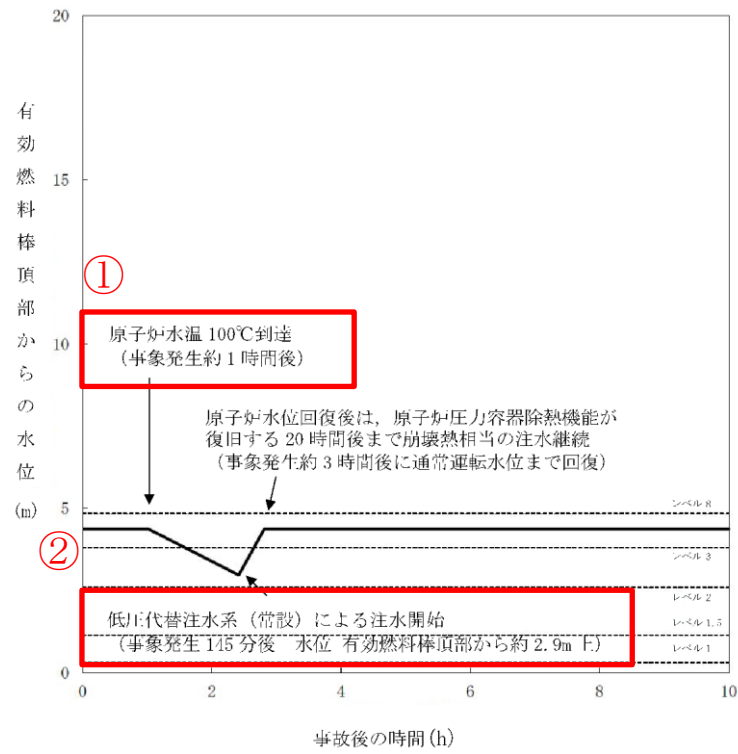 有効燃料棒頂部からの水位
(m)
20
15
10
5
0
①
原子炉水温 100℃到達
(事象発生約 1 時間後)
原子炉水位回復後は,原子炉圧力容器除熱機能が
復旧する 20 時間後まで崩壊熱相当の注水継続
(事象発生約 3 時間後に通常運転水位まで回復)
レベル 8
②
レベル 3
レベル 2
低圧代替注水系(常設)による注水開始
レベル 1.5
(事象発生 145 分後 水位 有効燃料棒頂部から約 2.9m 上)
レベル 1
0 2 4 6 8 10
事故後の時間(h)